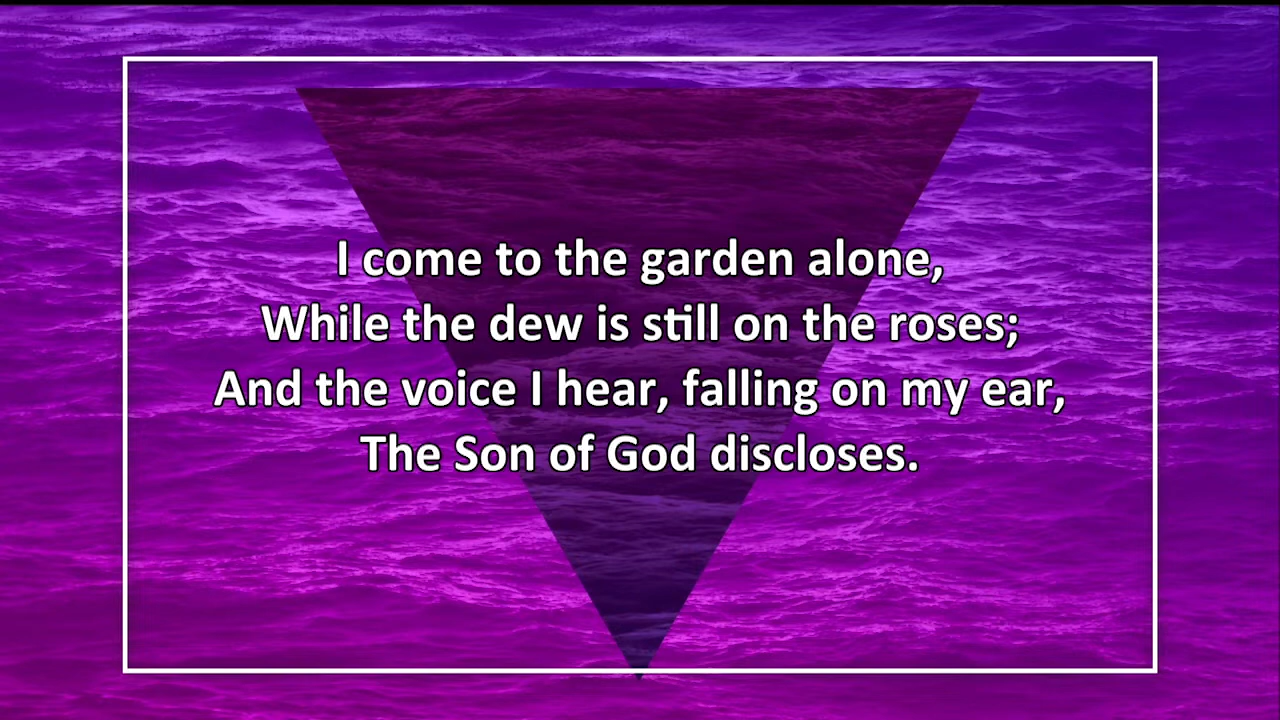 I come to the garden alone,
While the dew is still on the roses;
And the voice I hear, falling on my ear,
The Son of God discloses.